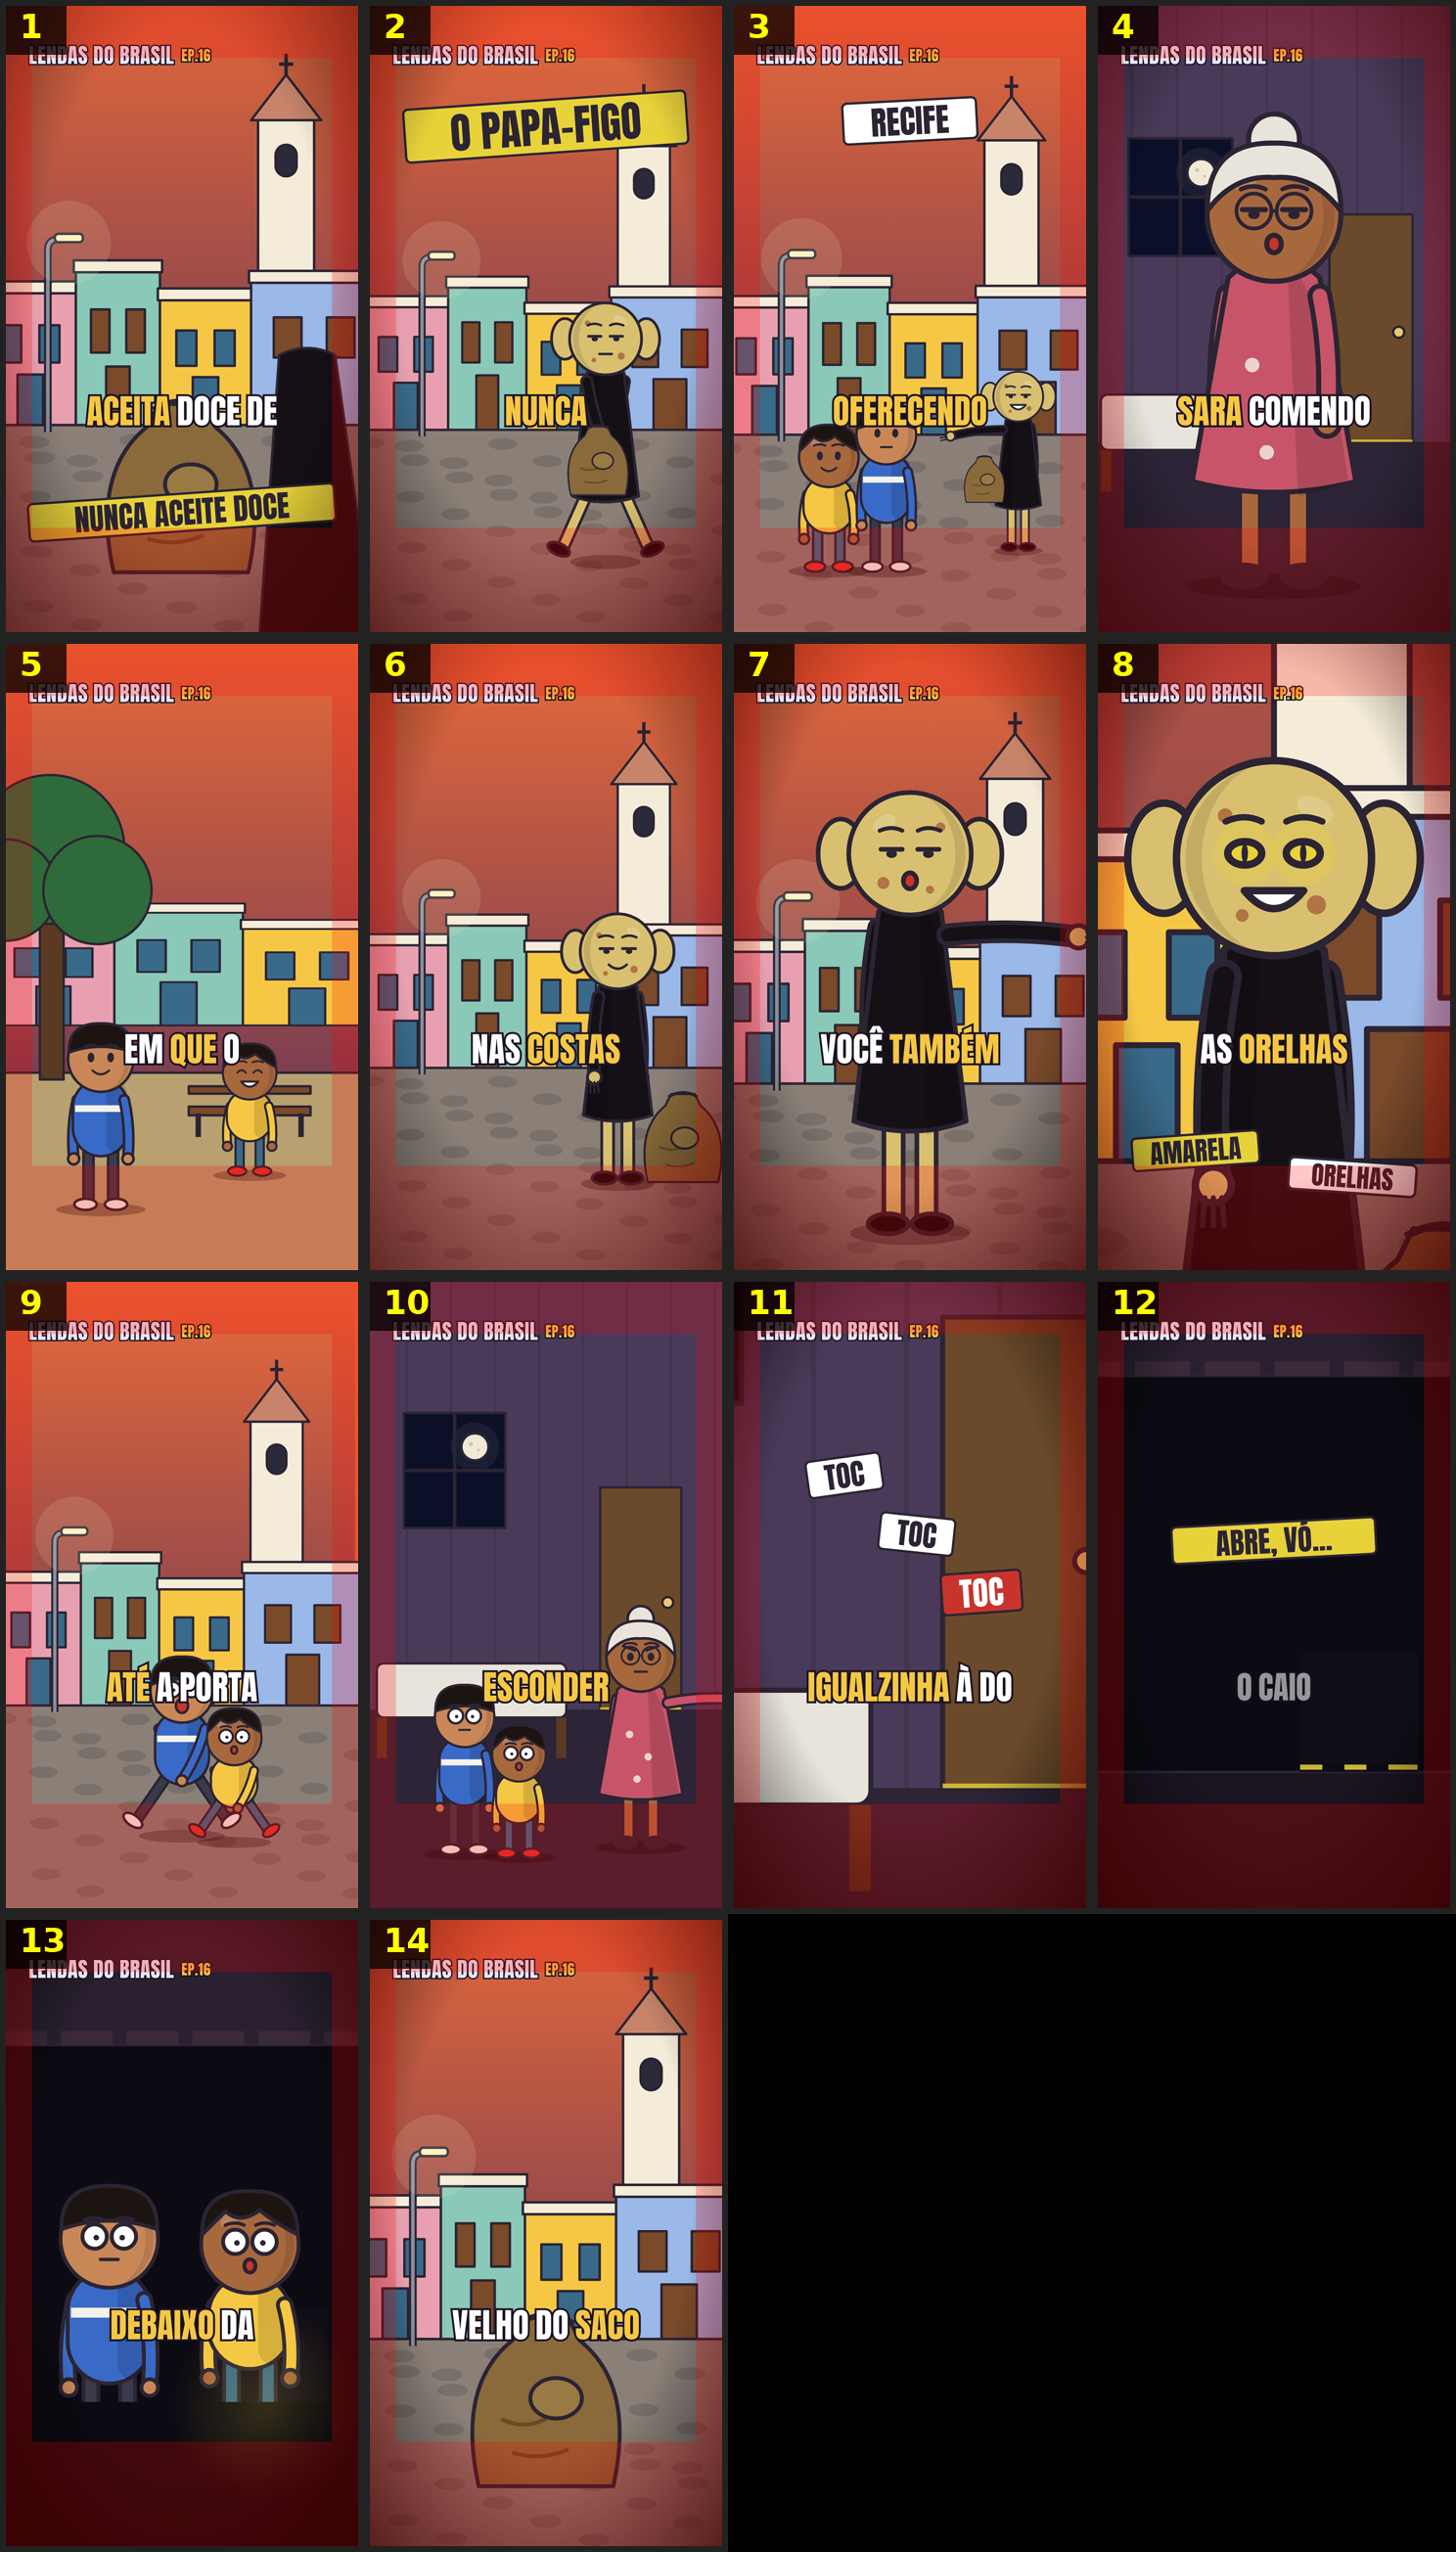 1
LENDAS DO BRASIL EP.16
ACEITA DOCE DE
NUNCA ACEITE DOCE
2
LENDAS DO BRASIL EP.16
O PAPA-FIGO
NUNCA
3
LENDAS DO BRASIL EP.16
RECIFE
OFERECENDO
4
LENDAS DO BRASIL EP.16
SARA COMENDO
5
LENDAS DO BRASIL EP.16
EM QUE O
6
LENDAS DO BRASIL EP.16
NAS COSTAS
7
LENDAS DO BRASIL EP.16
VOCÊ TAMBÉM
8
LENDAS DO BRASIL EP.16
AS ORELHAS
AMARELA
ORELHAS
9
LENDAS DO BRASIL EP.16
ATÉ A PORTA
10
LENDAS DO BRASIL EP.16
ESCONDER
11
LENDAS DO BRASIL EP.16
TOC
TOC
TOC
IGUALZINHA À DO
12
LENDAS DO BRASIL EP.16
ABRE, VÓ...
O CAIO
13
LENDAS DO BRASIL EP.16
DEBAIXO DA
14
LENDAS DO BRASIL EP.16
VELHO DO SACO